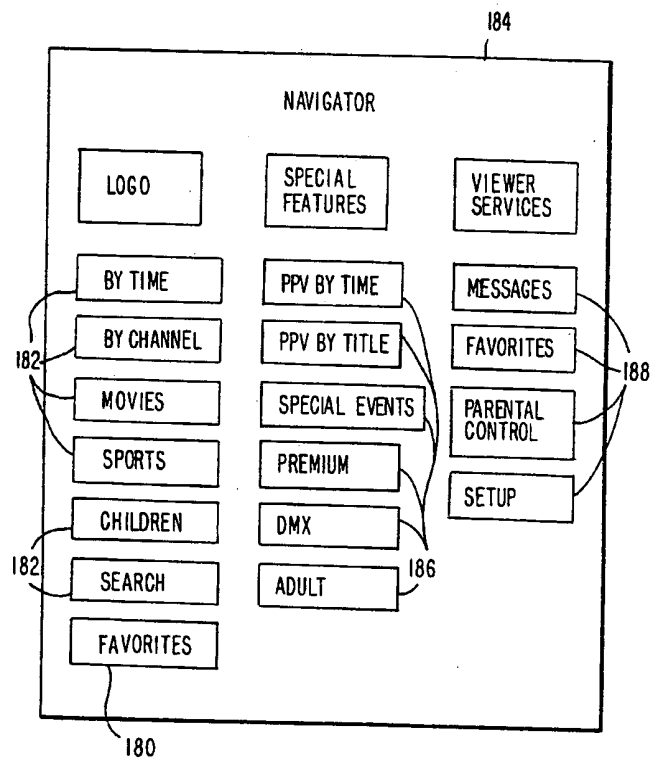 184
NAVIGATOR
LOGO
SPECIAL
FEATURES
VIEWER
SERVICES
BY TIME
PPV BY TIME
MESSAGES
BY CHANNEL
PPV BY TITLE
FAVORITES
182
188
MOVIES
SPECIAL EVENTS
PARENTAL
CONTROL
SPORTS
PREMIUM
SETUP
CHILDREN
DMX
182
186
SEARCH
ADULT
FAVORITES
180